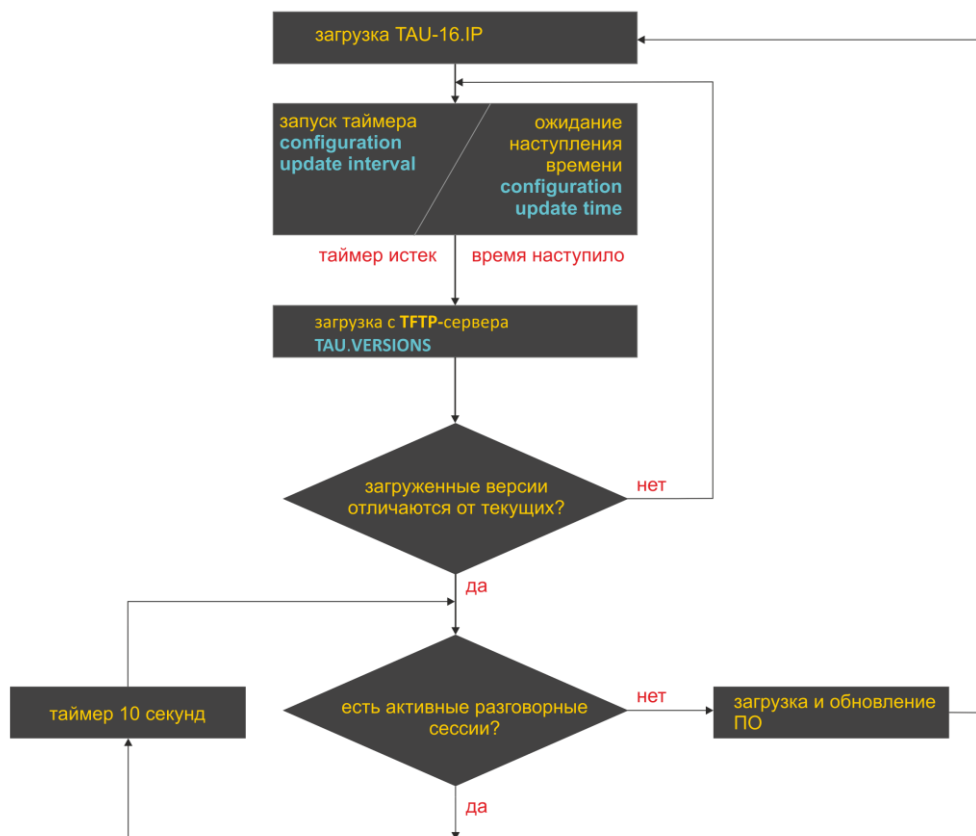 загрузка TAU-16.IP
запуск таймера
configuration
update interval
ожидание
наступления
времени
configuration
update time
таймер истек
время наступило
загрузка с TFTP-сервера
TAU.VERSIONS
загруженные версии
отличаются от текущих?
нет
да
таймер 10 секунд
есть активные разговорные
сессии?
нет
загрузка и обновление
ПО
да